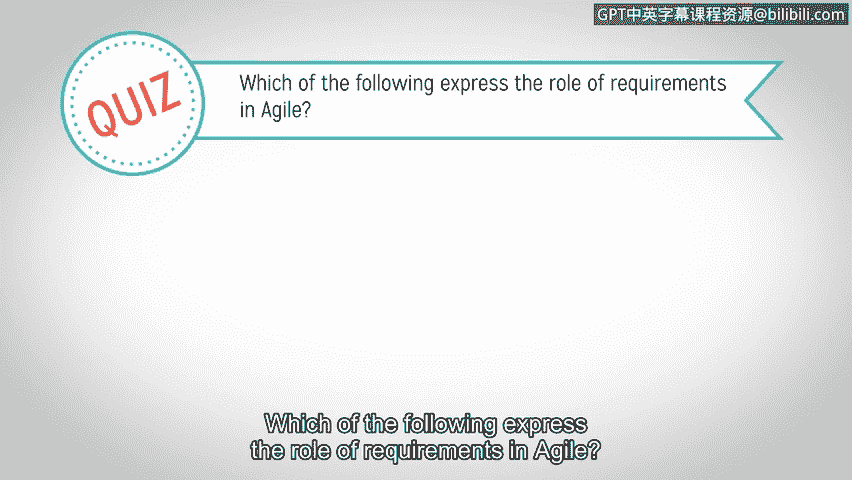 GPT中英字幕课程资源@bilibili.com
QUIZ
Which of the following express the role of requirements
in Agile?
Which of the following express
the role of requirements in Agile?